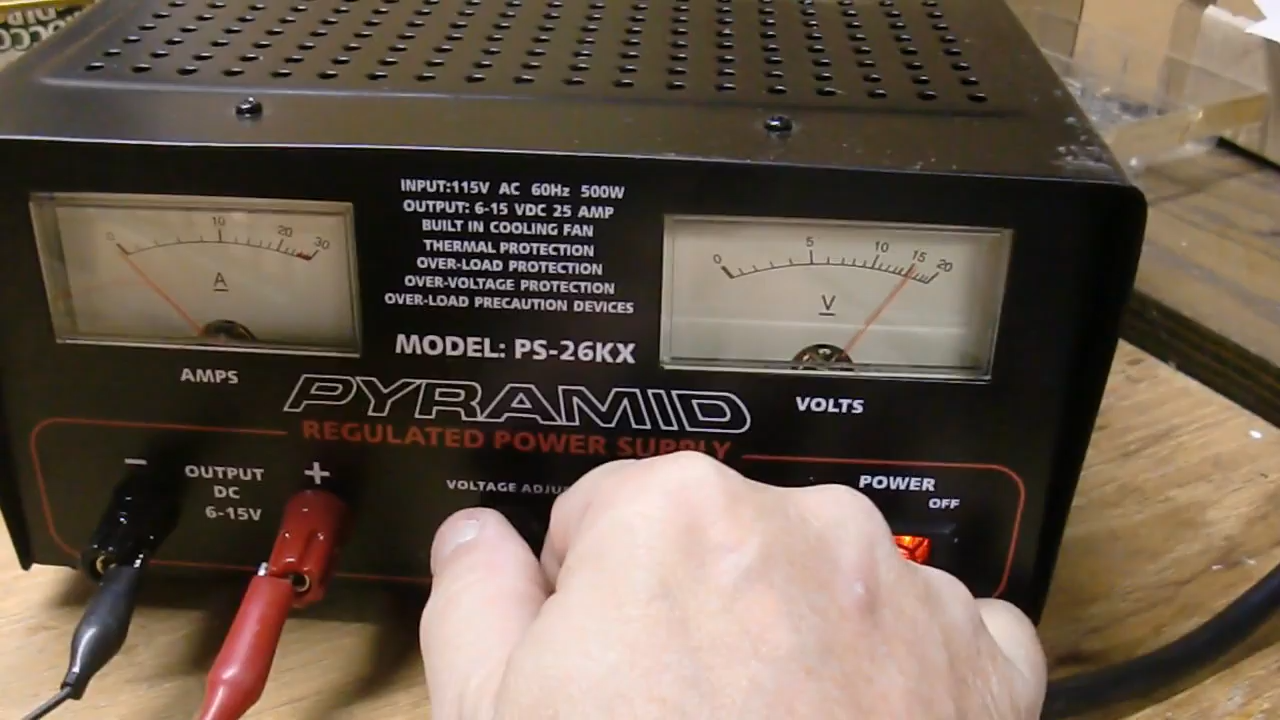 INPUT:115V AC 60Hz 500W
OUTPUT: 6-15 VDC 25 AMP
BUILT IN COOLING FAN
THERMAL PROTECTION
OVER-LOAD PROTECTION
OVER-VOLTAGE PROTECTION
OVER-LOAD PRECAUTION DEVICES
MODEL: PS-26KX
0 10 20 30
A
AMPS
0 5 10 15 20
V
VOLTS
PYRAMID
REGULATED POWER SUPPLY
− OUTPUT +
DC
6-15V
VOLTAGE
POWER
OFF